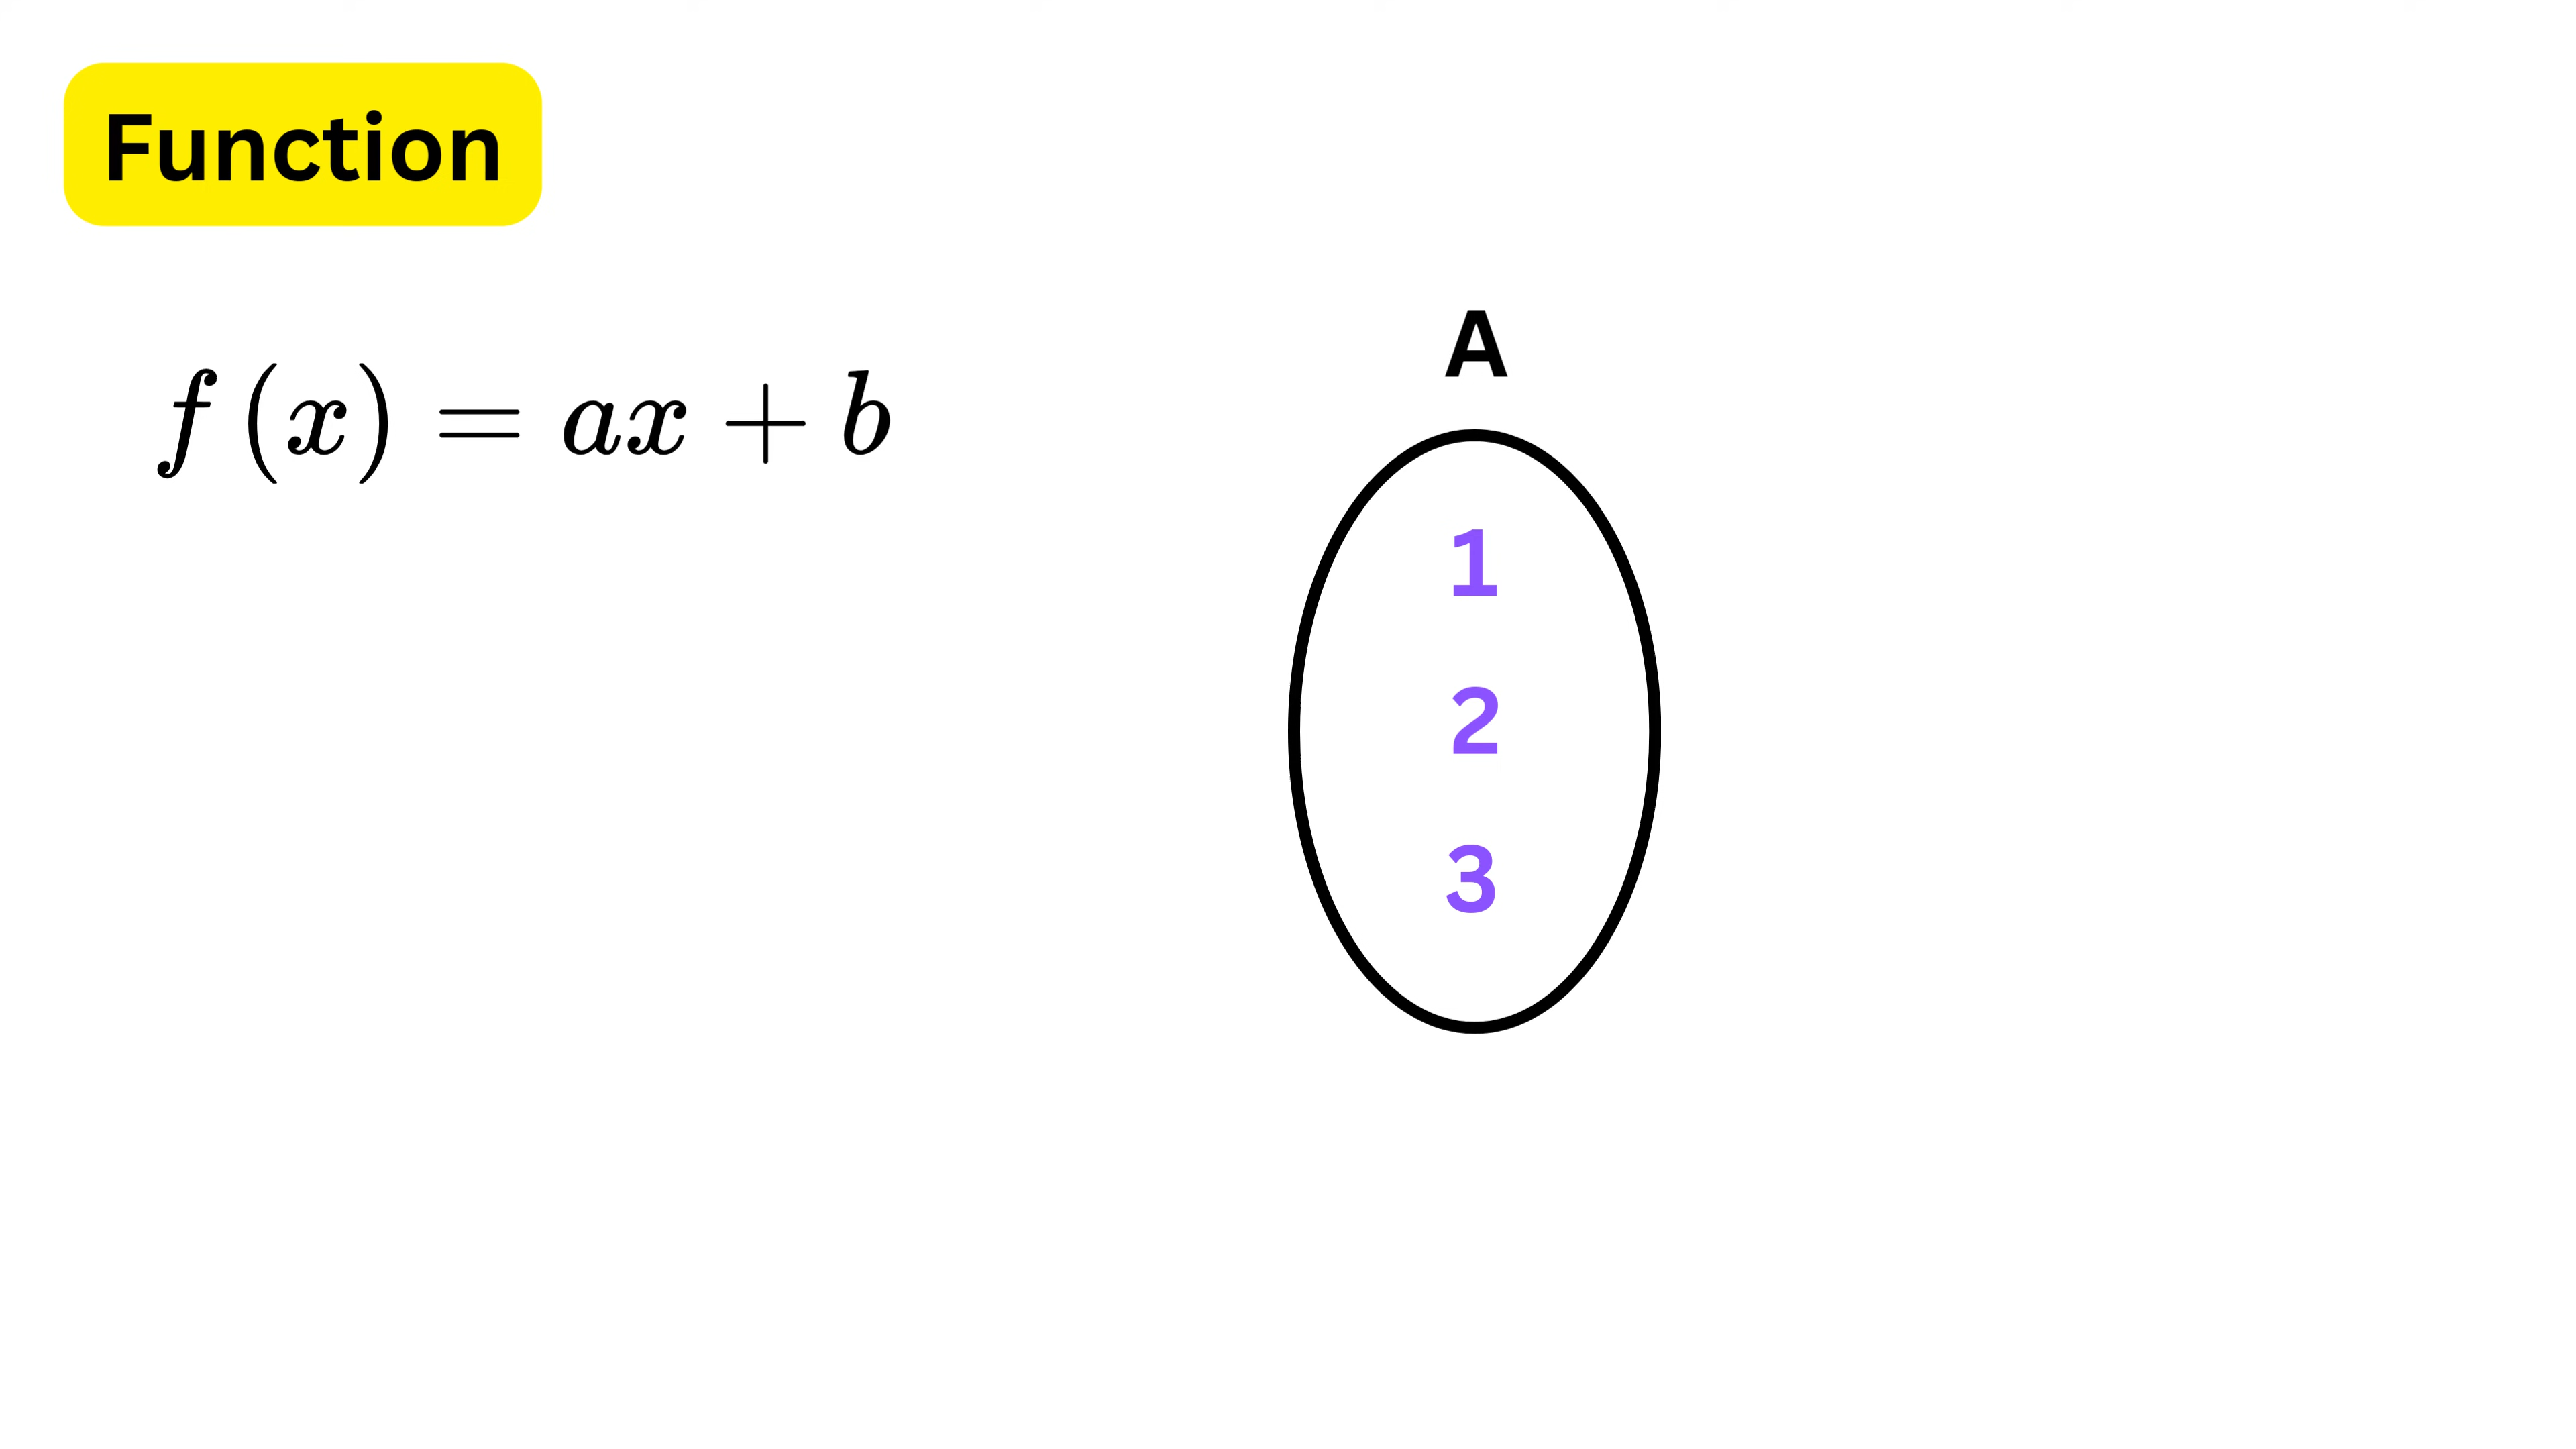 Function
f(x) = ax + b
A
1
2
3